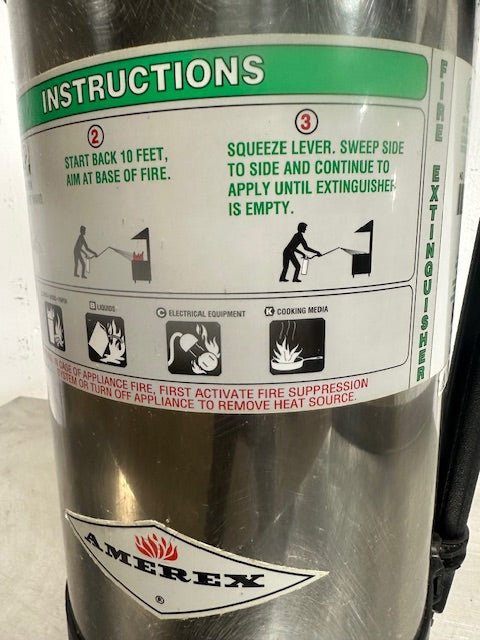 INSTRUCTIONS
2
START BACK 10 FEET,
AIM AT BASE OF FIRE.
3
SQUEEZE LEVER. SWEEP SIDE
TO SIDE AND CONTINUE TO
APPLY UNTIL EXTINGUISHER
IS EMPTY.
B LIQUIDS
C ELECTRICAL EQUIPMENT
K COOKING MEDIA
CASE OF APPLIANCE FIRE, FIRST ACTIVATE FIRE SUPPRESSION
SYSTEM OR TURN OFF APPLIANCE TO REMOVE HEAT SOURCE.
FIRE EXTINGUISHER
AMEREX
®